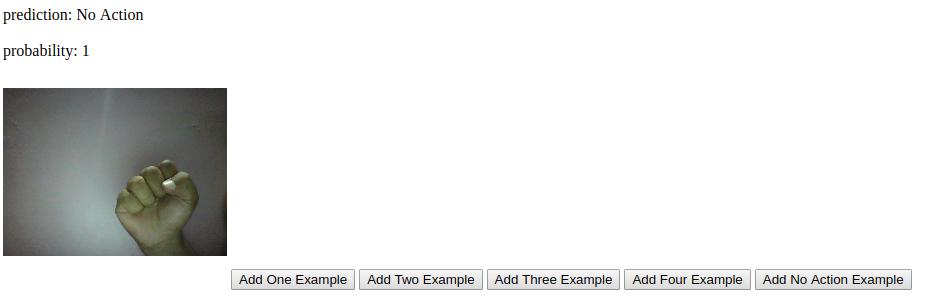 prediction: No Action
probability: 1
Add One Example Add Two Example Add Three Example Add Four Example Add No Action Example